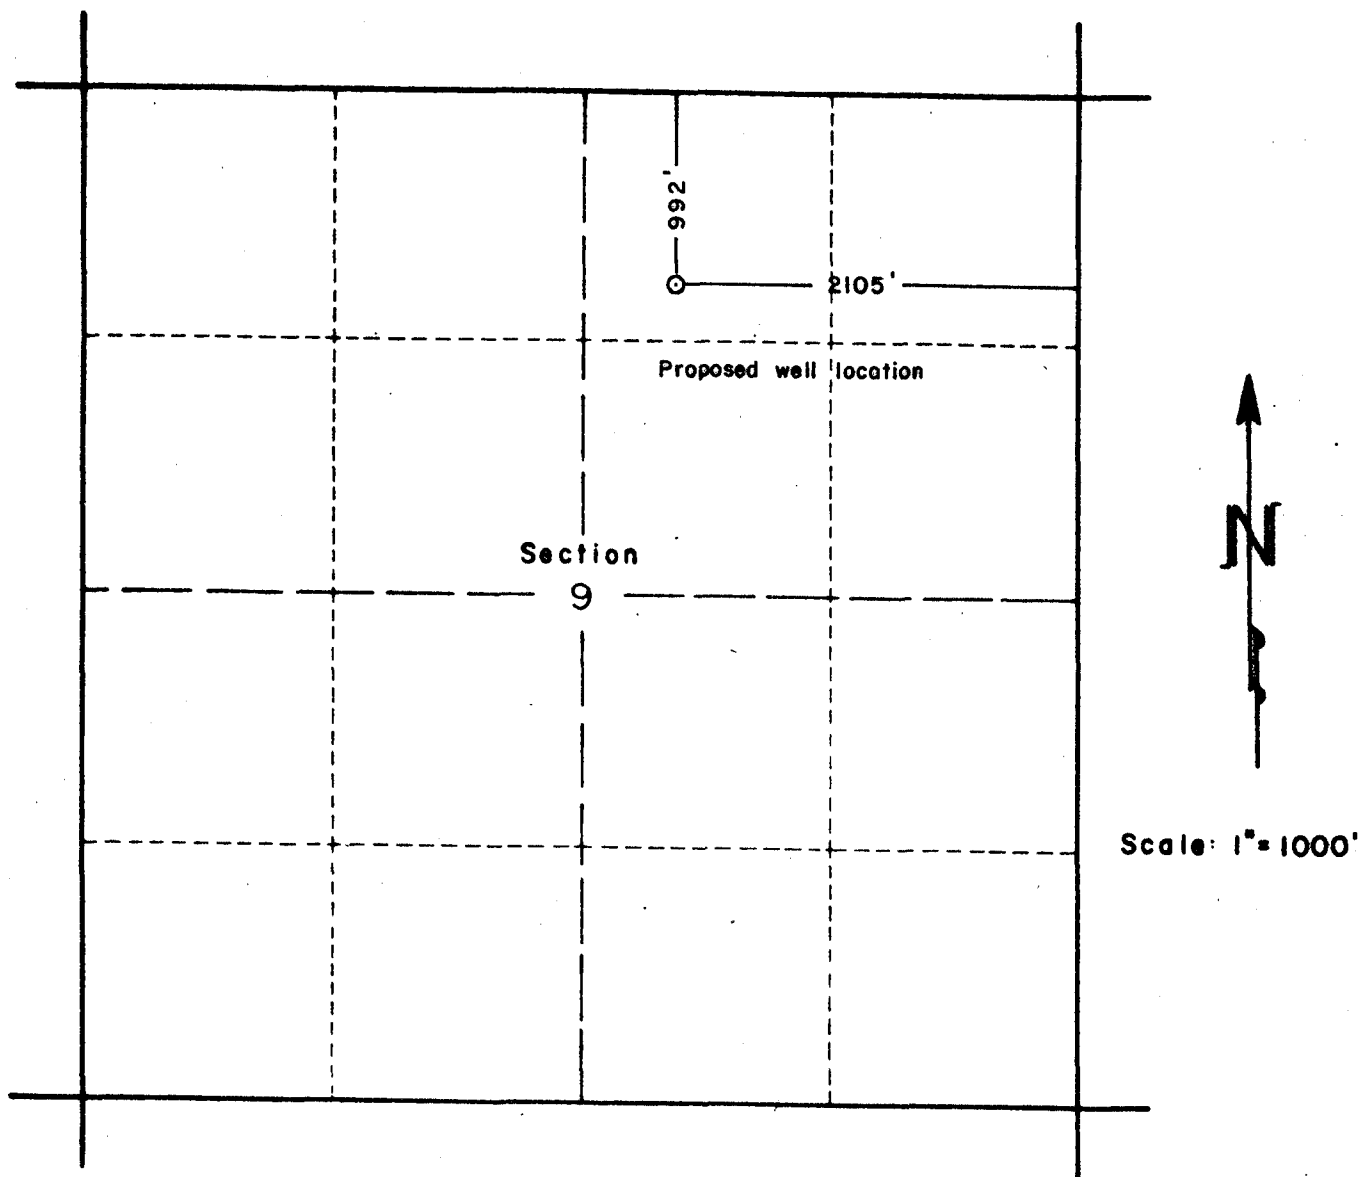 992'
2105'
Proposed well location
Section
9
N
Scale: 1"=1000'